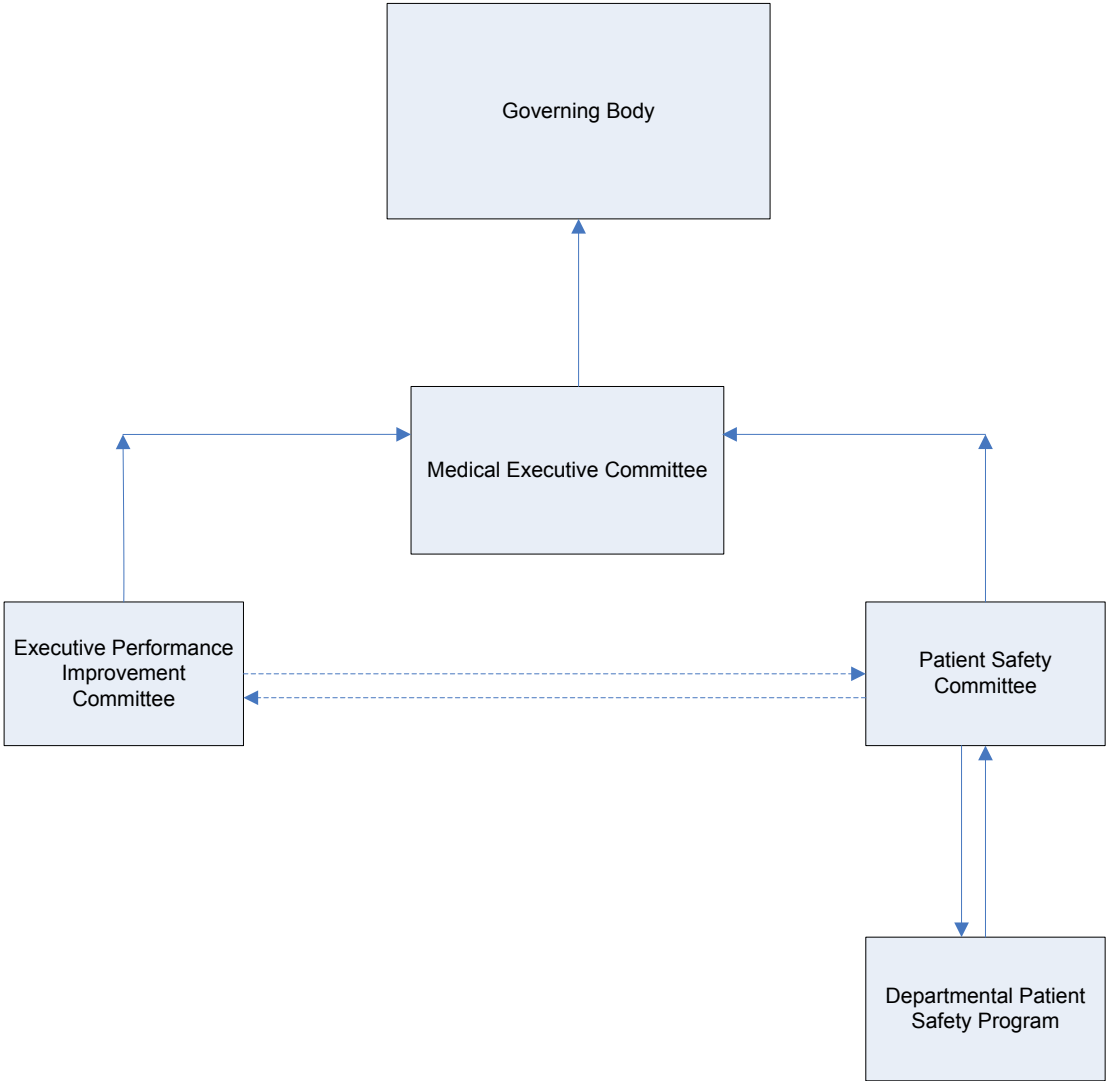 Governing Body
Medical Executive Committee
Executive Performance
Improvement
Committee
Patient Safety
Committee
Departmental Patient
Safety Program